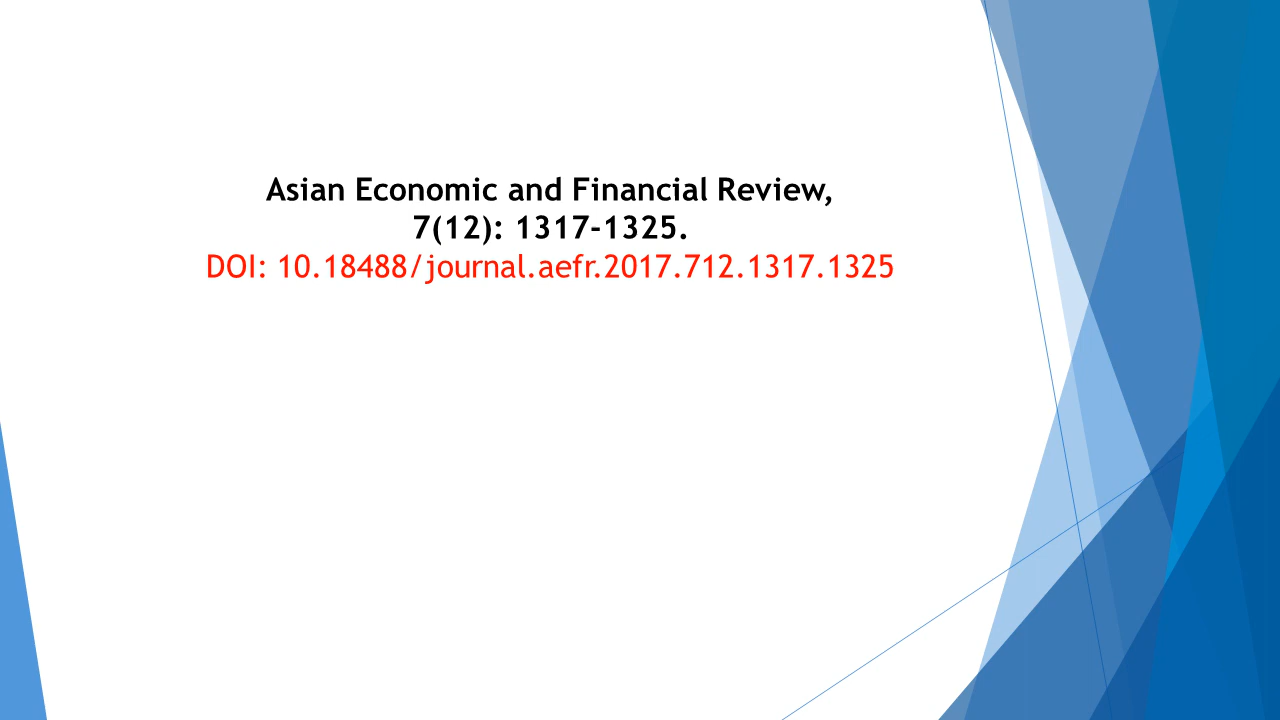 Asian Economic and Financial Review,
7(12): 1317-1325.
DOI: 10.18488/journal.aefr.2017.712.1317.1325